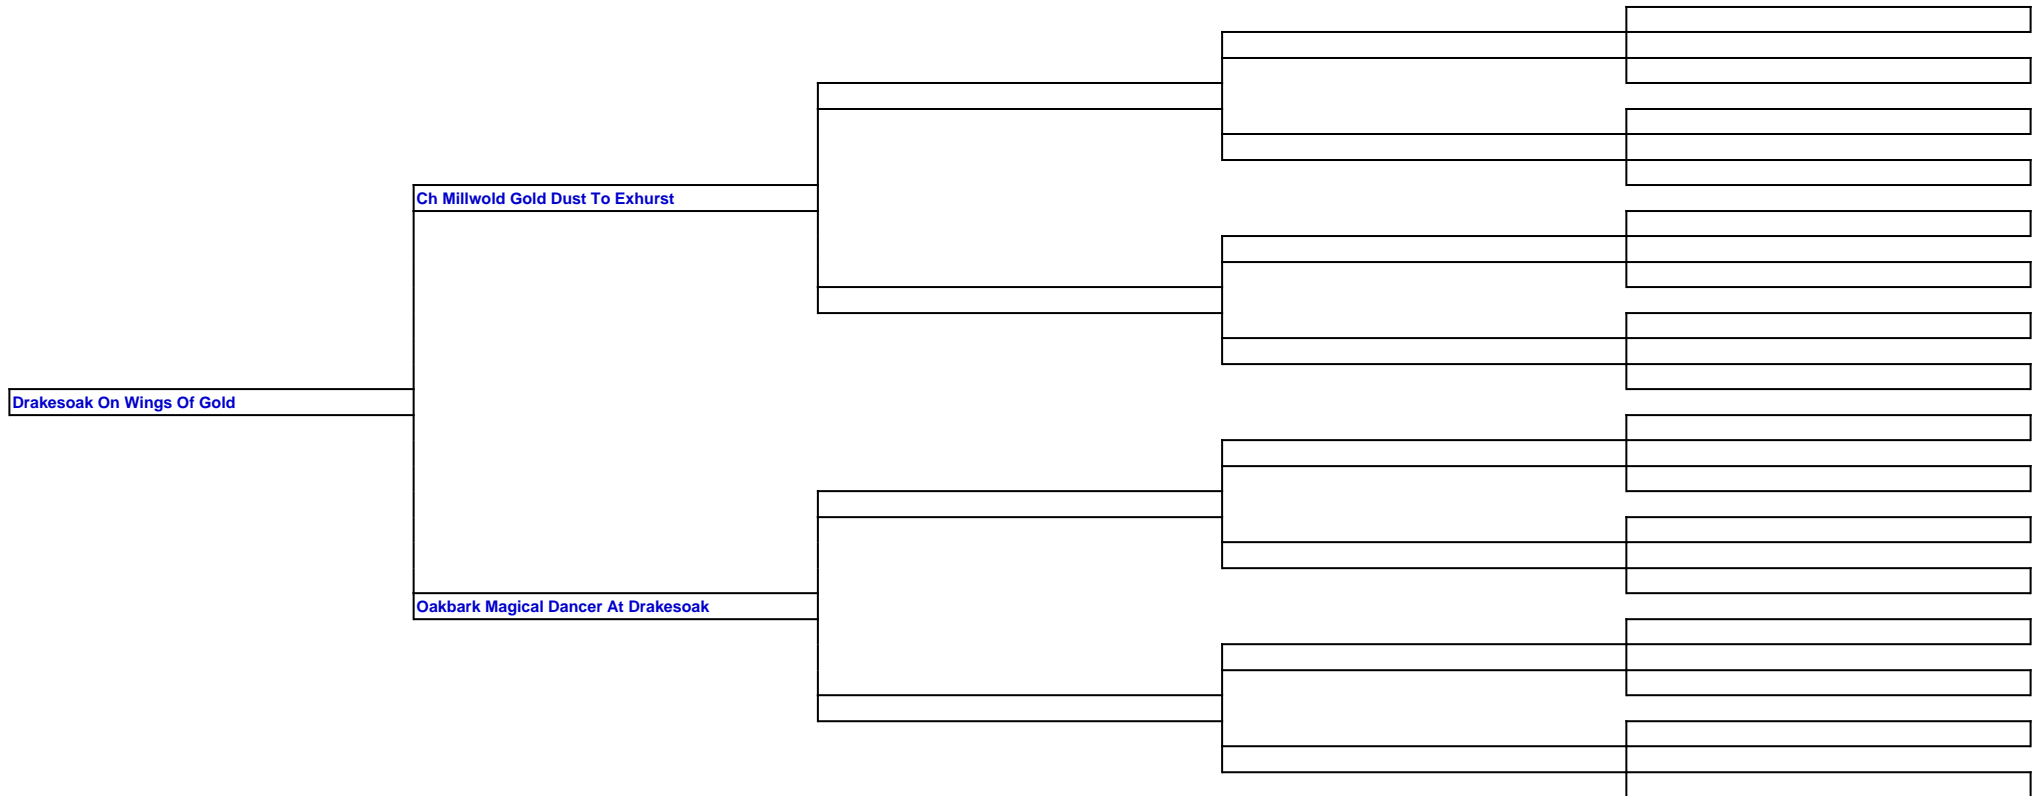 Ch Millwold Gold Dust To Exhurst
Drakesoak On Wings Of Gold
Oakbark Magical Dancer At Drakesoak